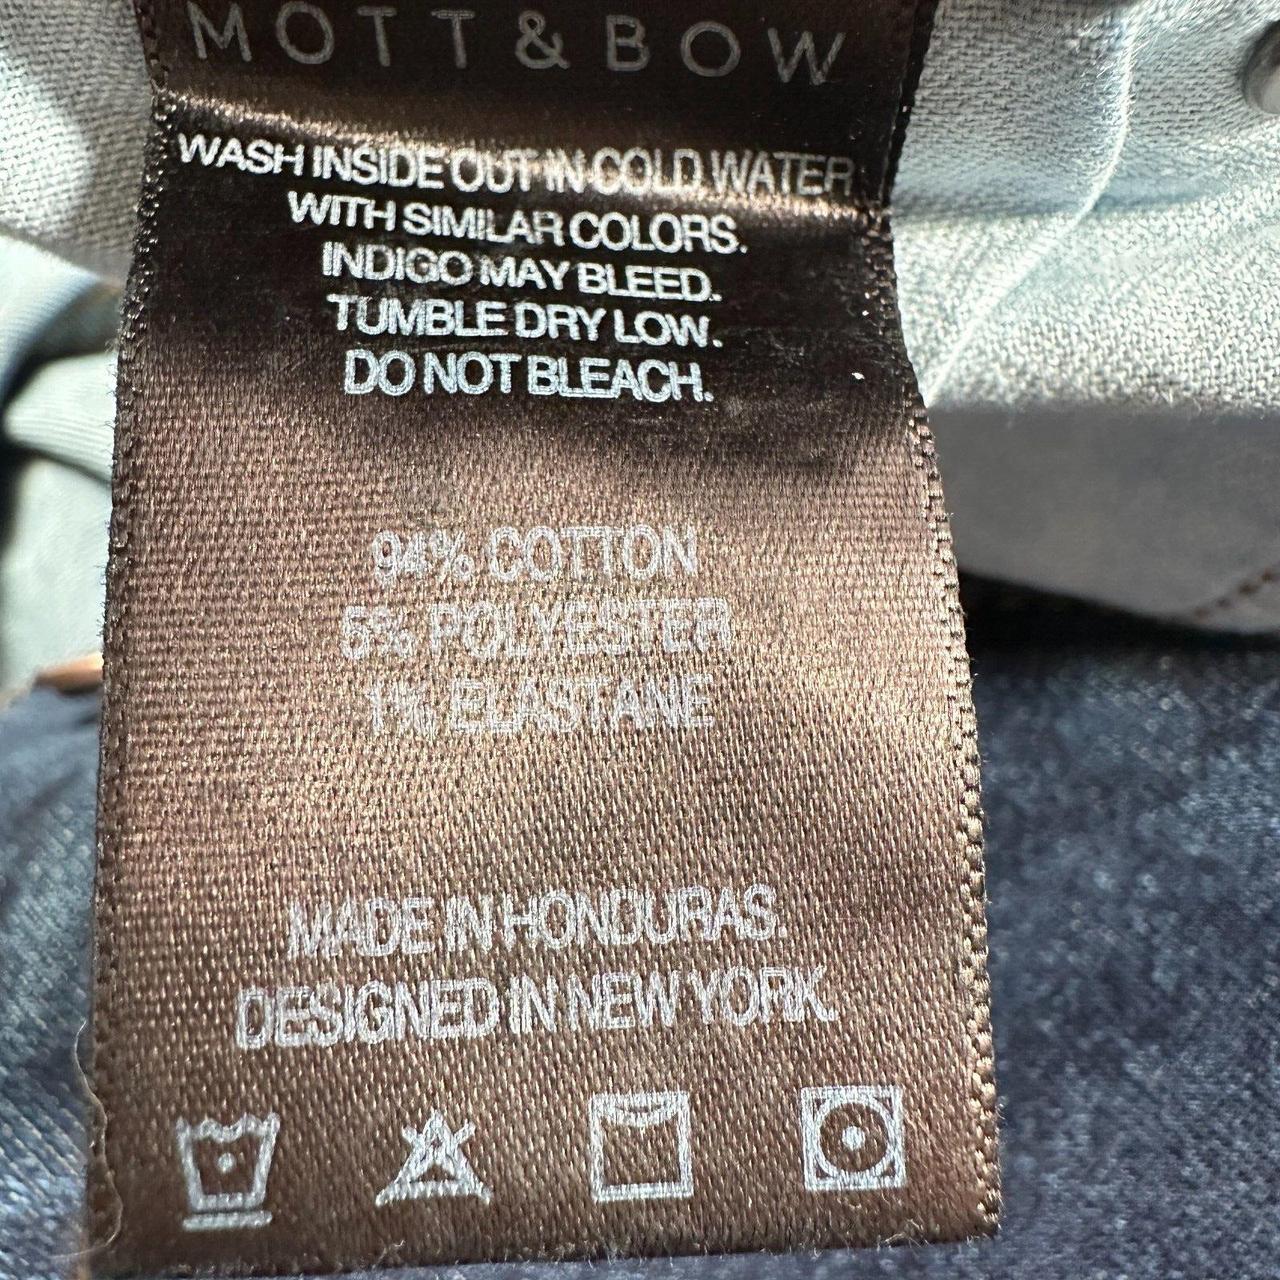 MOTT & BOW
WASH INSIDE OUT IN COLD WATER
WITH SIMILAR COLORS.
INDIGO MAY BLEED.
TUMBLE DRY LOW.
DO NOT BLEACH.
94% COTTON
5% POLYESTER
1% ELASTANE
MADE IN HONDURAS.
DESIGNED IN NEW YORK.